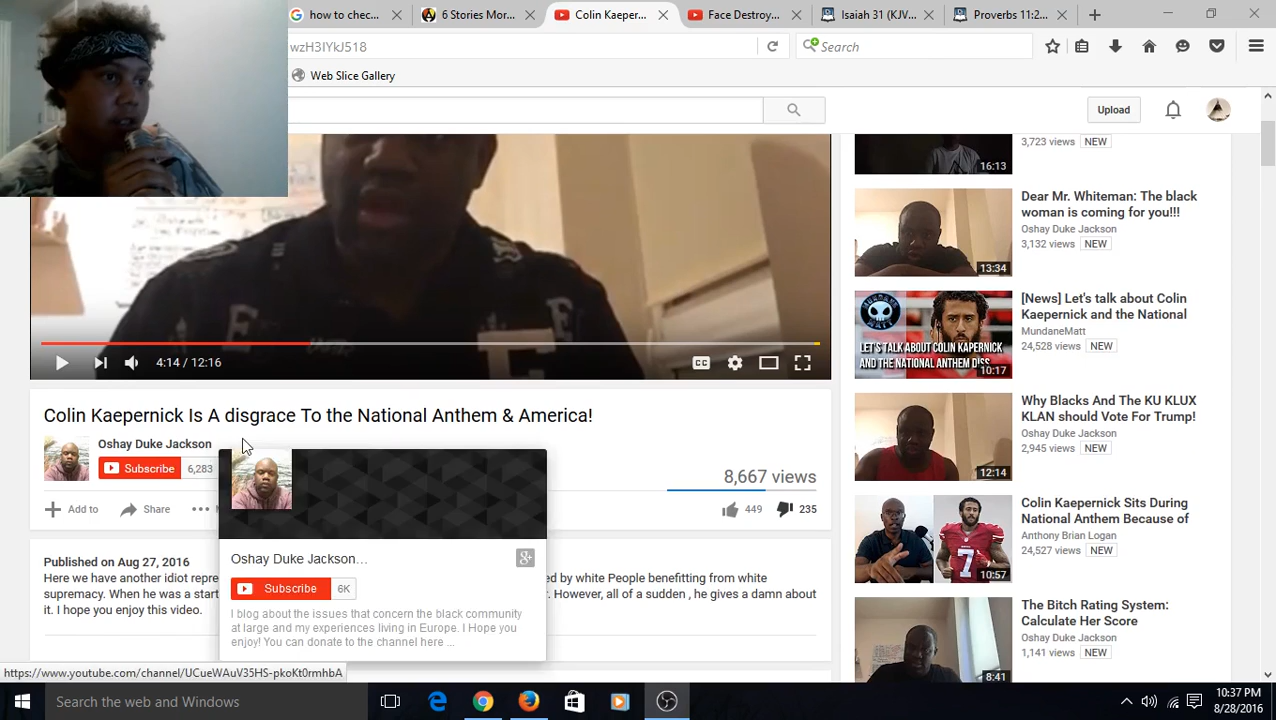 how to chec...
6 Stories Mor...
Colin Kaeper...
Face Destroy...
Isaiah 31 (KJV...
Proverbs 11:2...
wzH3IYkJ518
Search
Web Slice Gallery
Upload
3,723 views NEW
16:13
Dear Mr. Whiteman: The black
woman is coming for you!!!
Oshay Duke Jackson
3,132 views NEW
13:34
[News] Let's talk about Colin
Kaepernick and the National
MundaneMatt
24,528 views NEW
MUNDANE
MATT
LET'S TALK ABOUT COLIN KAPERNICK
AND THE NATIONAL ANTHEM DISS
10:17
4:14 / 12:16
CC
Colin Kaepernick Is A disgrace To the National Anthem & America!
Oshay Duke Jackson
Subscribe 6,283
8,667 views
Add to
Share
449
235
Why Blacks And The KU KLUX
KLAN should Vote For Trump!
Oshay Duke Jackson
2,945 views NEW
12:14
Colin Kaepernick Sits During
National Anthem Because of
Anthony Brian Logan
24,527 views NEW
10:57
The Bitch Rating System:
Calculate Her Score
Oshay Duke Jackson
1,141 views NEW
8:41
Published on Aug 27, 2016
Here we have another idiot repre
ed by white People benefitting from white
supremacy. When he was a start
. However, all of a sudden , he gives a damn about
it. I hope you enjoy this video.
Oshay Duke Jackson...
Subscribe 6K
I blog about the issues that concern the black community
at large and my experiences living in Europe. I Hope you
enjoy! You can donate to the channel here ...
https://www.youtube.com/channel/UCueWAuV35HS-pkoKt0rmhbA
Search the web and Windows
10:37 PM
8/28/2016